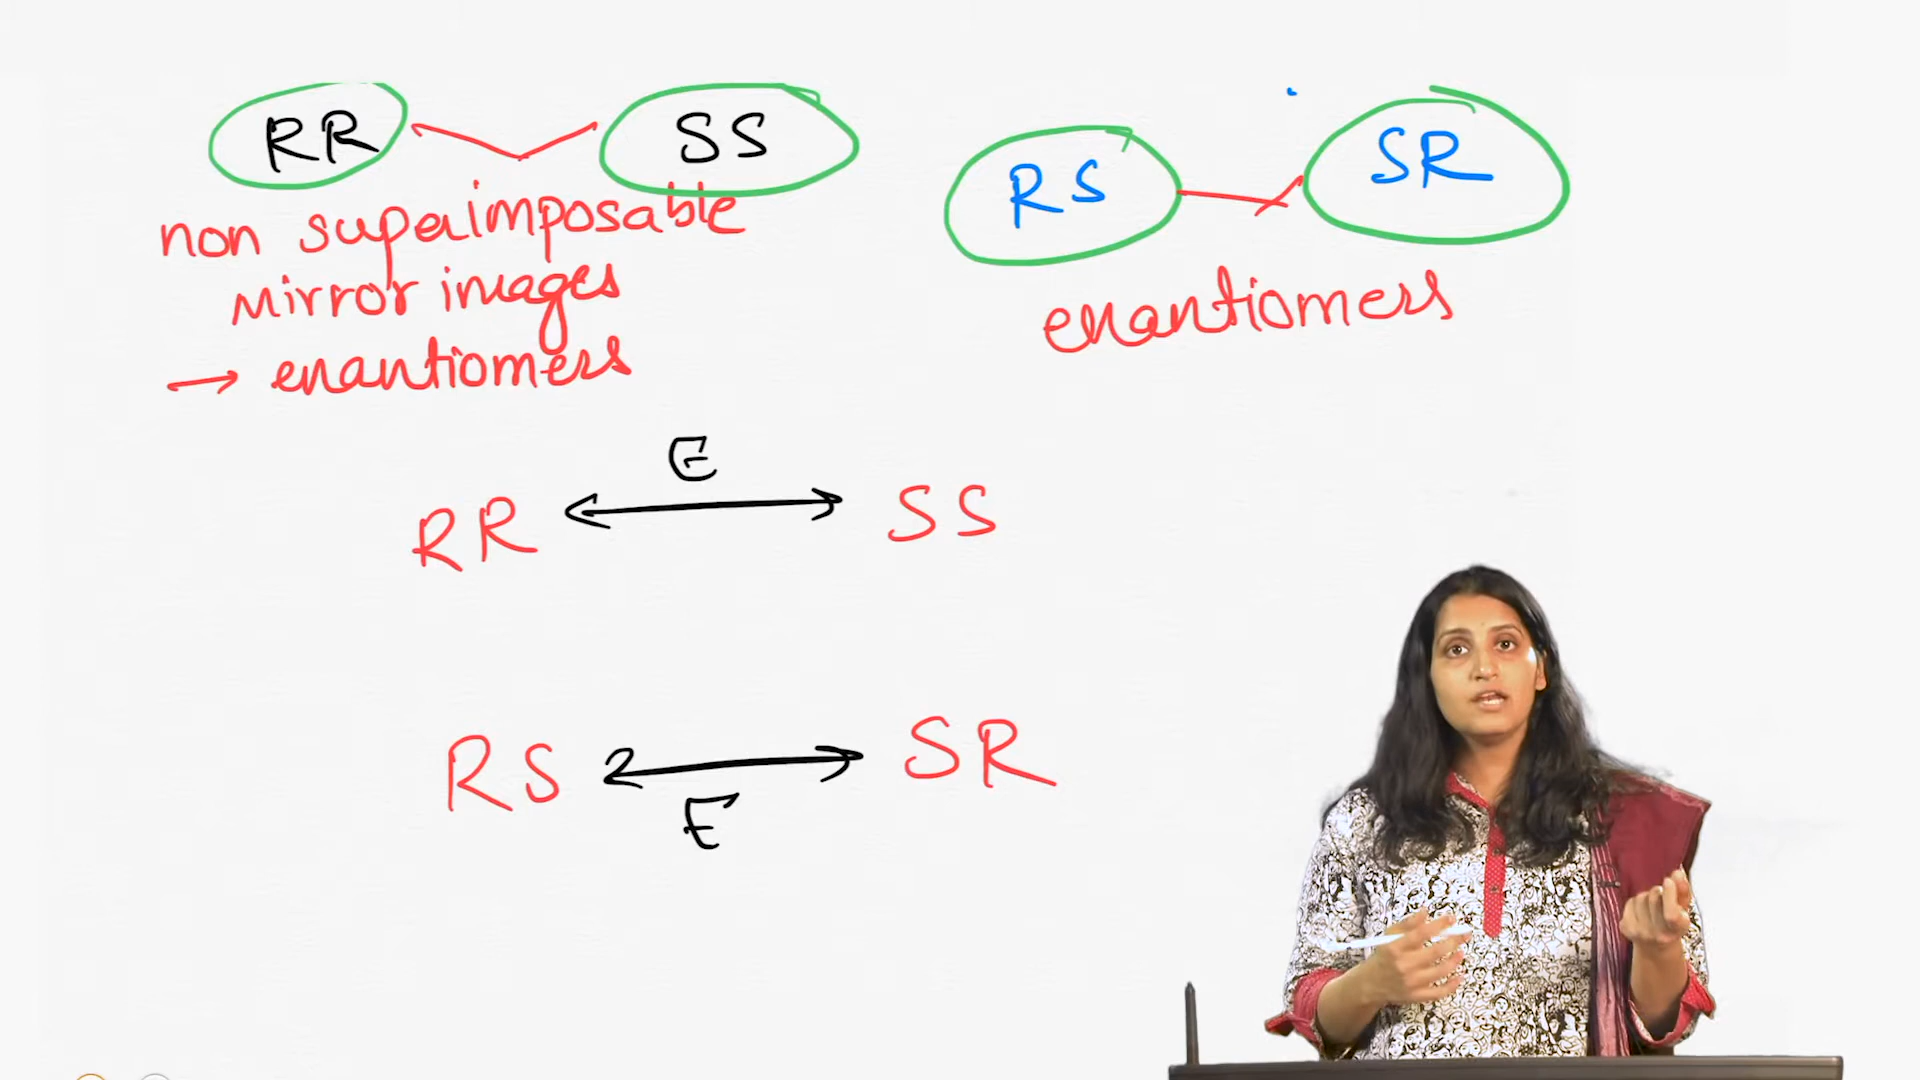 RR SS
RS SR
non superimposable
mirror images
→ enantiomers
enantiomers
E
RR ↔ SS
RS ↔ SR
E